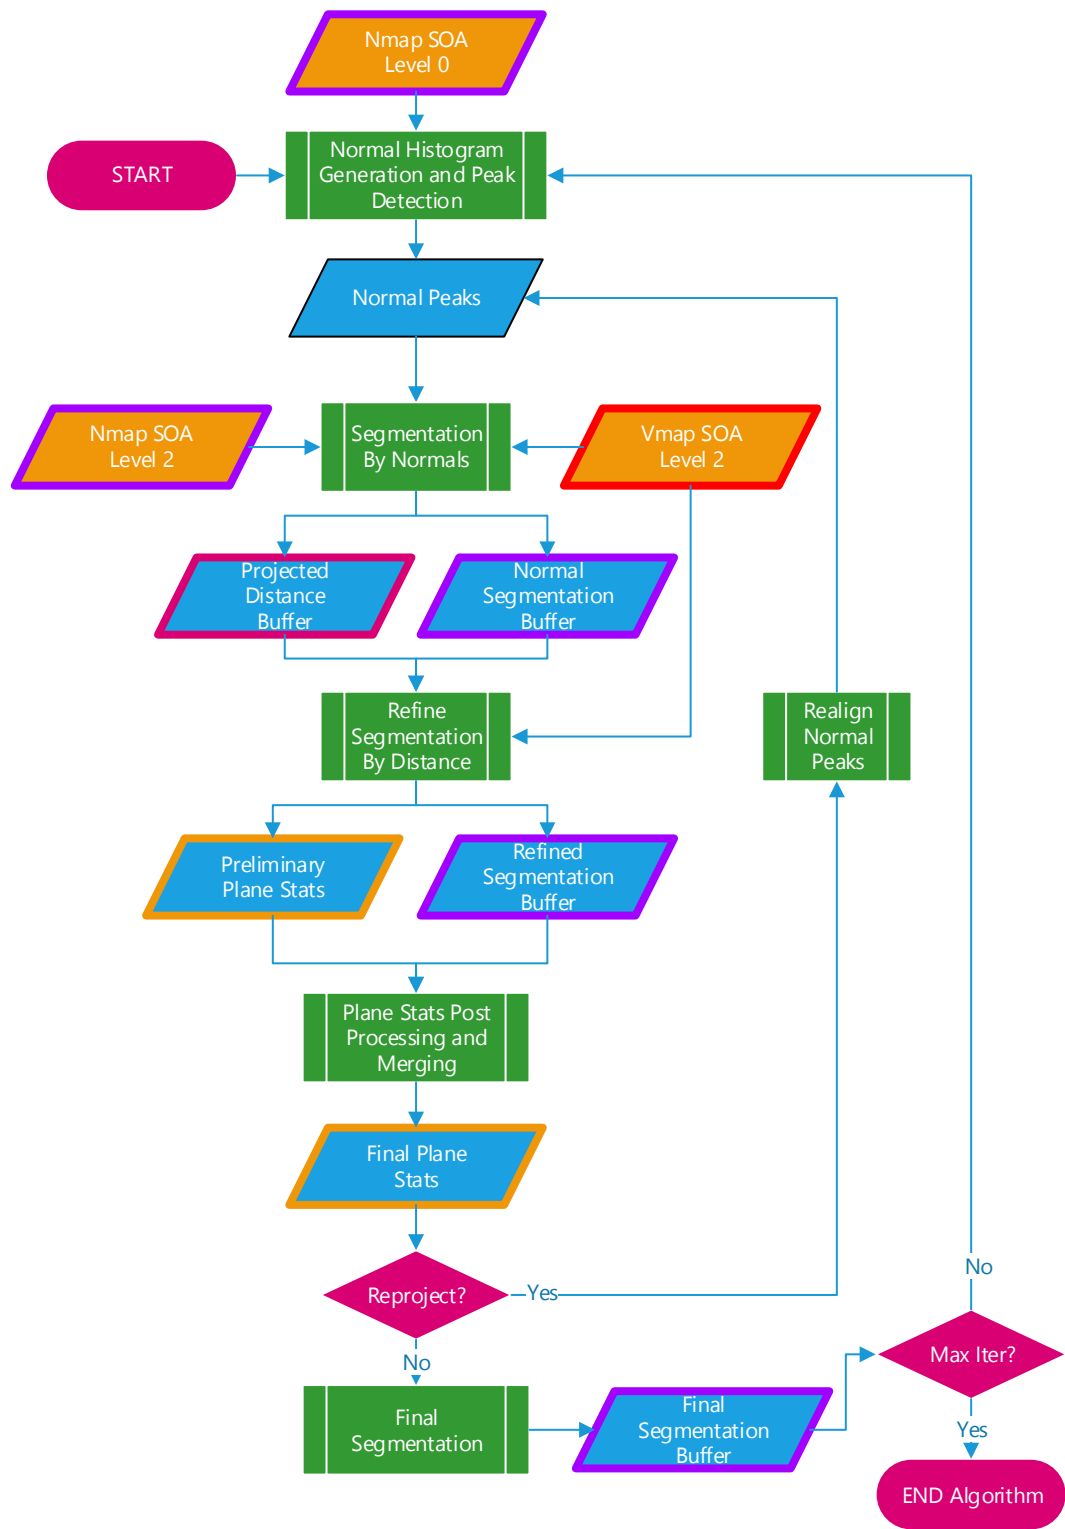 Nmap SOA
Level 0
START
Normal Histogram
Generation and Peak
Detection
Normal Peaks
Nmap SOA
Level 2
Segmentation
By Normals
Vmap SOA
Level 2
Projected
Distance
Buffer
Normal
Segmentation
Buffer
Refine
Segmentation
By Distance
Realign
Normal
Peaks
Preliminary
Plane Stats
Refined
Segmentation
Buffer
Plane Stats Post
Processing and
Merging
Final Plane
Stats
Reproject?
Yes
No
No
Max Iter?
Final
Segmentation
Final
Segmentation
Buffer
Yes
END Algorithm